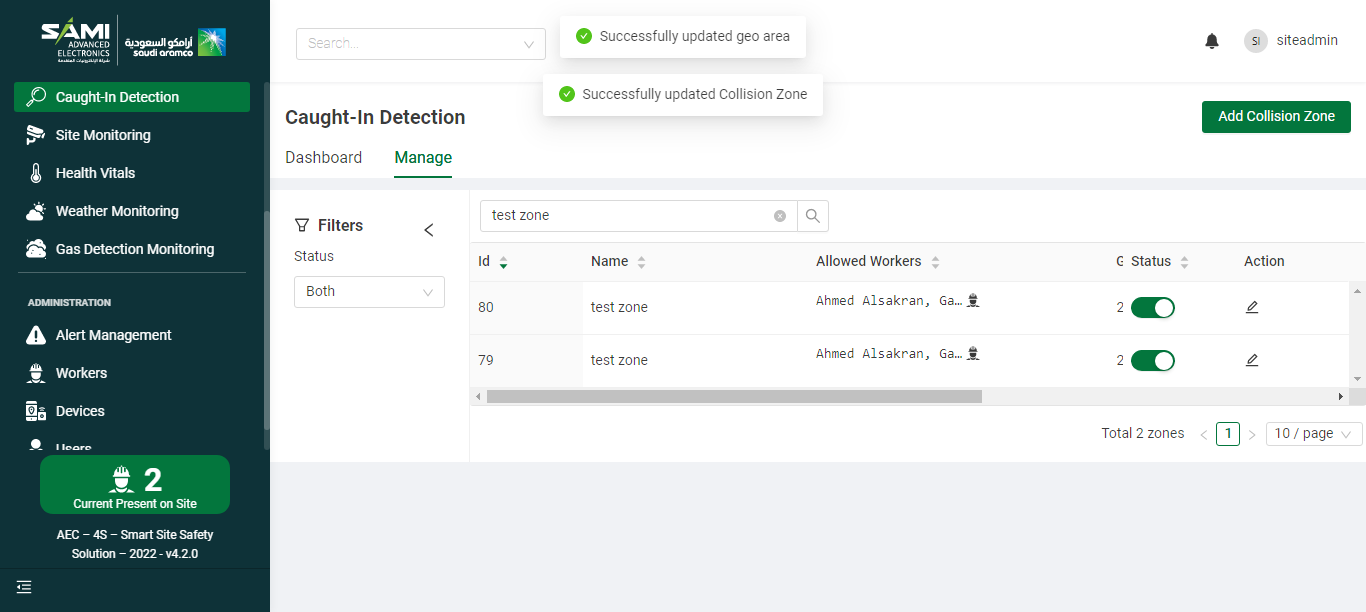 SÁMI
ADVANCED
ELECTRONICS
أرامكو السعودية
saudi aramco
Search...
Successfully updated geo area
SI
siteadmin
Successfully updated Collision Zone
Caught-In Detection
Site Monitoring
Health Vitals
Weather Monitoring
Gas Detection Monitoring
ADMINISTRATION
Alert Management
Workers
Devices
Users
2
Current Present on Site
AEC – 4S – Smart Site Safety
Solution – 2022 - v4.2.0
Caught-In Detection
Add Collision Zone
Dashboard
Manage
Filters
Status
Both
test zone
Id
Name
Allowed Workers
G
Status
Action
80
test zone
Ahmed Alsakran, Ga…
2
79
test zone
Ahmed Alsakran, Ga…
2
Total 2 zones
1
10 / page